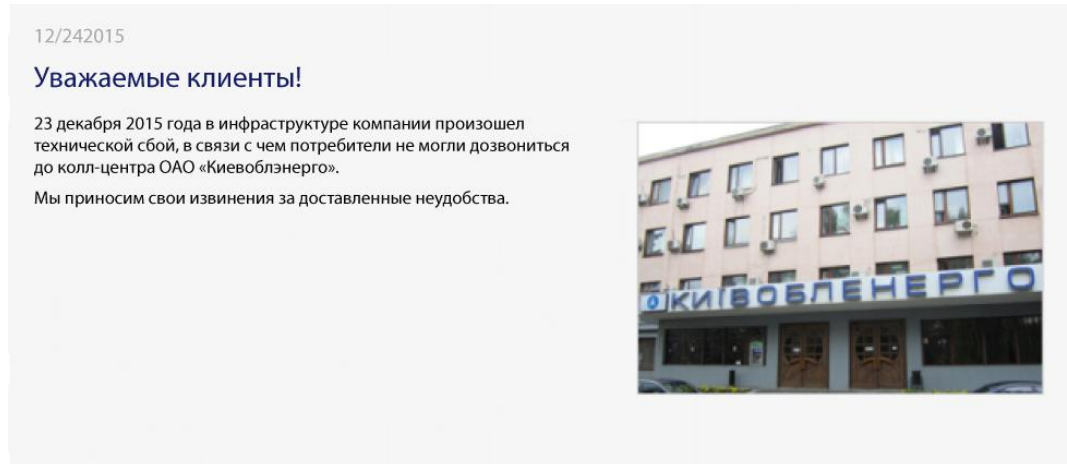 12/242015
Уважаемые клиенты!
23 декабря 2015 года в инфраструктуре компании произошел
технической сбой, в связи с чем потребители не могли дозвониться
до колл-центра ОАО «Киевоблэнерго».
Мы приносим свои извинения за доставленные неудобства.
КИЇВОБЛЕНЕРГО